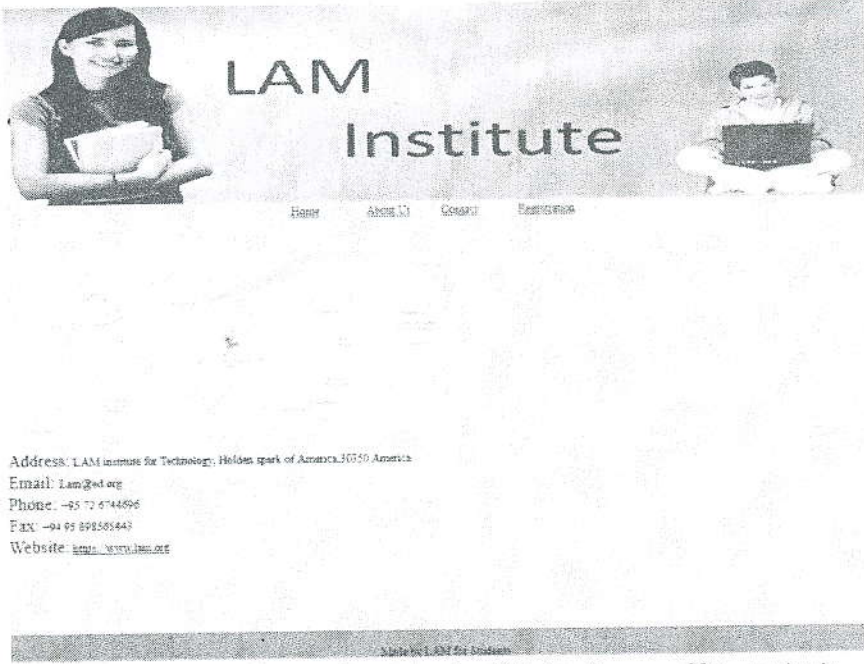 LAM
Institute
Home About Us Contact Registration
Address: LAM institute for Technology, Holden spark of America,30350 America
Email: Lam@ed.org
Phone: +95 72 6744696
Fax: +94 95 898565443
Website: https://www.lam.org
Made by LAM for Students